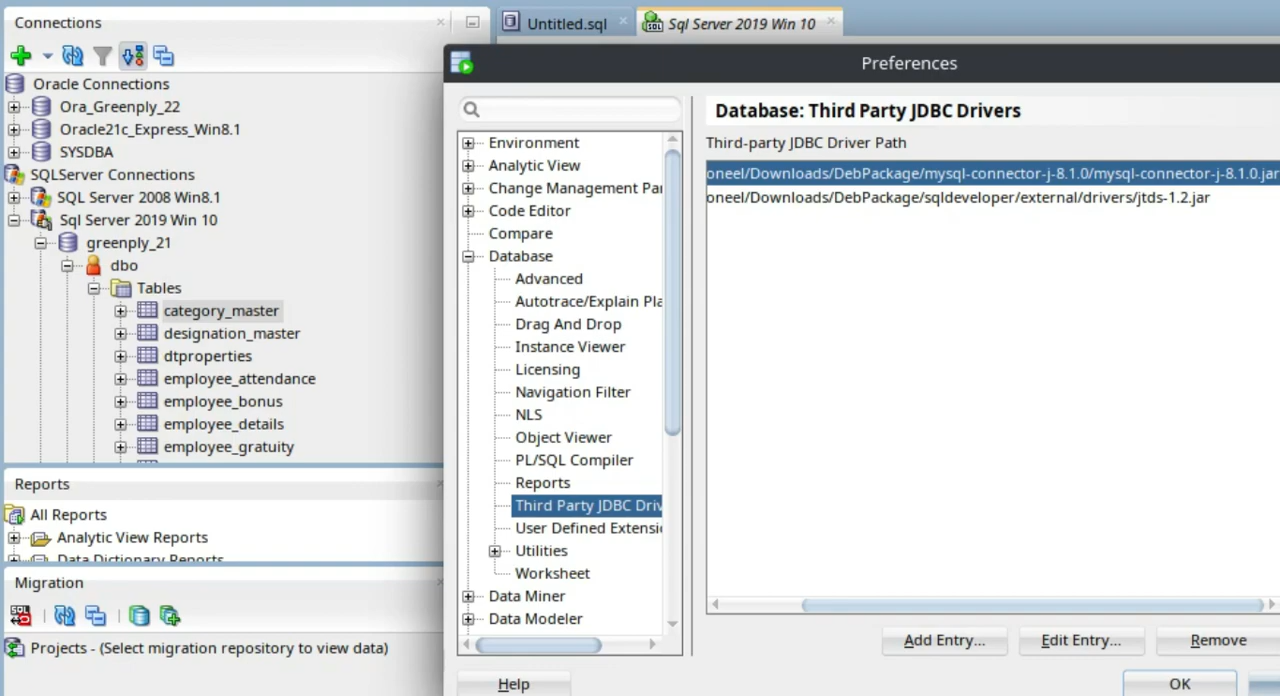 Connections
Oracle Connections
Ora_Greenply_22
Oracle21c_Express_Win8.1
SYSDBA
SQLServer Connections
SQL Server 2008 Win8.1
Sql Server 2019 Win 10
greenply_21
dbo
Tables
category_master
designation_master
dtproperties
employee_attendance
employee_bonus
employee_details
employee_gratuity
Reports
All Reports
Analytic View Reports
Data Dictionary Reports
Migration
Projects - (Select migration repository to view data)
Untitled.sql
Sql Server 2019 Win 10
Preferences
Environment
Analytic View
Change Management Par
Code Editor
Compare
Database
Advanced
Autotrace/Explain Pla
Drag And Drop
Instance Viewer
Licensing
Navigation Filter
NLS
Object Viewer
PL/SQL Compiler
Reports
Third Party JDBC Driv
User Defined Extensio
Utilities
Worksheet
Data Miner
Data Modeler
Help
Database: Third Party JDBC Drivers
Third-party JDBC Driver Path
oneel/Downloads/DebPackage/mysql-connector-j-8.1.0/mysql-connector-j-8.1.0.jar
oneel/Downloads/DebPackage/sqldeveloper/external/drivers/jtds-1.2.jar
Add Entry...
Edit Entry...
Remove
OK